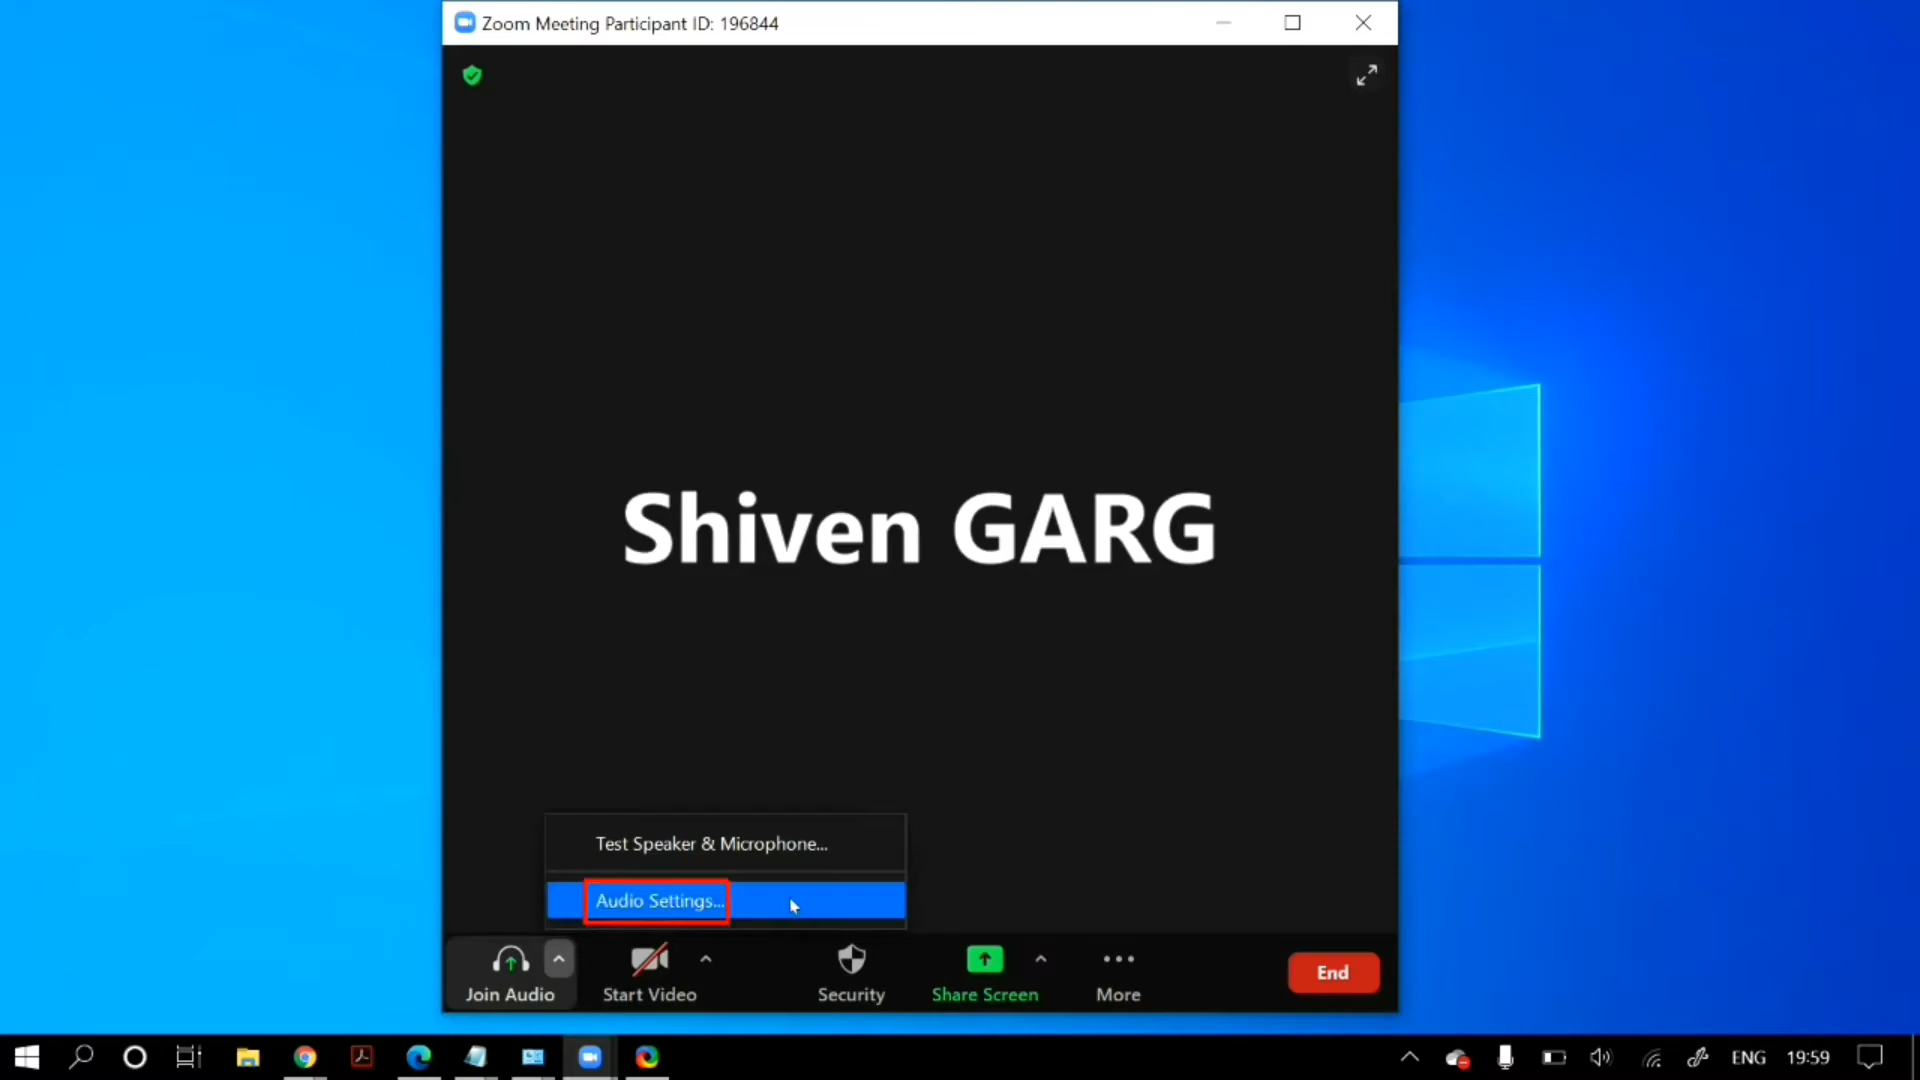 Zoom Meeting Participant ID: 196844
Shiven GARG
Test Speaker & Microphone...
Audio Settings...
Join Audio
Start Video
Security
Share Screen
More
End
ENG
19:59